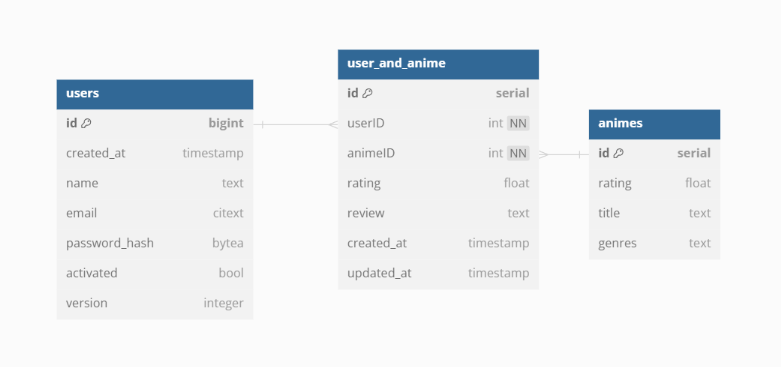 users
id bigint
created_at timestamp
name text
email citext
password_hash bytea
activated bool
version integer
user_and_anime
id serial
userID int NN
animeID int NN
rating float
review text
created_at timestamp
updated_at timestamp
animes
id serial
rating float
title text
genres text